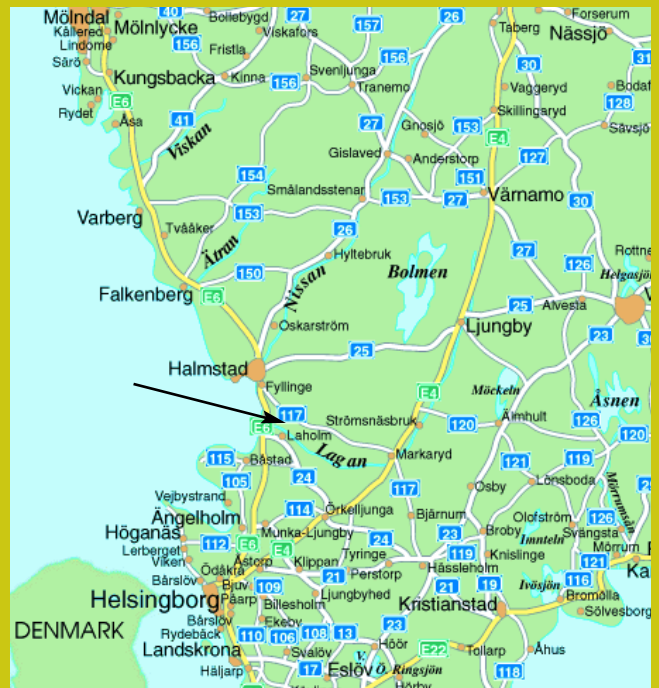 Mölndal
40
Bollebygd
27
157
26
Taberg
Forserum
Kållered
Mölnlycke
Viskafors
Nässjö
Lindome
156
Fristla
156
30
31
Särö
Kungsbacka
Kinna
156
Svenljunga
Tranemo
Vaggeryd
Bodaf
Vickan
E6
128
Rydet
Åsa
41
Viskan
27
Gnosjö
153
Skillingaryd
Sävsjö
E4
Gislaved
Anderstorp
127
154
151
Smålandsstenar
153
27
Värnamo
30
Varberg
153
Tvååker
26
Ätran
27
Rottne
Hyltebruk
126
150
Nissan
Bolmen
Helgasjön
Falkenberg
E6
25
Alvesta
V
Oskarström
Ljungby
23
25
Halmstad
Fyllinge
E4
Möckeln
Åsnen
117
Strömsnäsbruk
120
Älmhult
126
E6
Laholm
120
Lagan
Markaryd
115
Båstad
121
119
24
105
117
Osby
Lönsboda
Mörrumsån
Vejbystrand
Ängelholm
114
Örkelljunga
Bjärnum
Olofström
126
Höganäs
Munka-Ljungby
Broby
Svängsta
Lerberget
112
E6
E4
24
23
Immteln
Mörrum
Viken
Åstorp
Klippan
Tyringe
119
Knislinge
121
Ödåkra
Perstorp
Hässleholm
Ka
Bårslöv
Bjuv
109
21
21
19
Ivösjön
116
Helsingborg
Påarp
Billesholm
Ljungbyhed
Kristianstad
Bromölla
Bårslöv
Ekeby
23
Sölvesborg
DENMARK
Rydebäck
110
106
108
13
Landskrona
Svalöv
Höör
E22
Tollarp
Åhus
V.
Häljarp
17
Eslöv
Ö. Ringsjön
118
Hörby